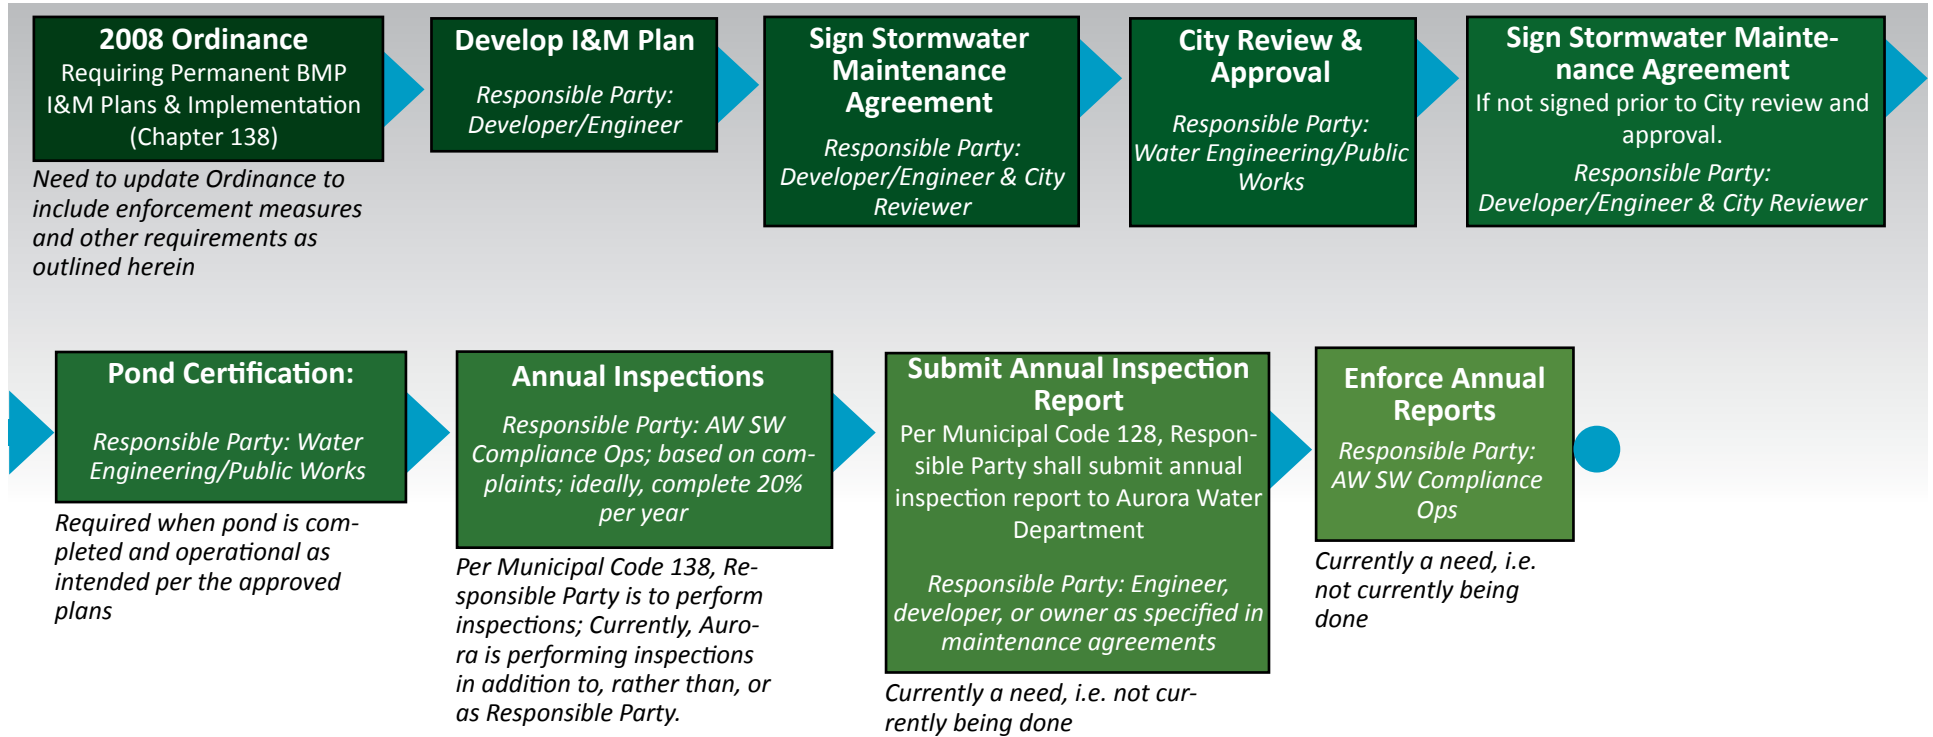 2008 Ordinance
Requiring Permanent BMP
I&M Plans & Implementation
(Chapter 138)
Need to update Ordinance to
include enforcement measures
and other requirements as
outlined herein
Develop I&M Plan
Responsible Party:
Developer/Engineer
Sign Stormwater
Maintenance
Agreement
Responsible Party:
Developer/Engineer & City
Reviewer
City Review &
Approval
Responsible Party:
Water Engineering/Public
Works
Sign Stormwater Mainte-
nance Agreement
If not signed prior to City review and
approval.
Responsible Party:
Developer/Engineer & City Reviewer
Pond Certification:
Responsible Party: Water
Engineering/Public Works
Required when pond is com-
pleted and operational as
intended per the approved
plans
Annual Inspections
Responsible Party: AW SW
Compliance Ops; based on com-
plaints; ideally, complete 20%
per year
Per Municipal Code 138, Re-
sponsible Party is to perform
inspections; Currently, Auro-
ra is performing inspections
in addition to, rather than, or
as Responsible Party.
Submit Annual Inspection
Report
Per Municipal Code 128, Respon-
sible Party shall submit annual
inspection report to Aurora Water
Department
Responsible Party: Engineer,
developer, or owner as specified in
maintenance agreements
Currently a need, i.e. not cur-
rently being done
Enforce Annual
Reports
Responsible Party:
AW SW Compliance
Ops
Currently a need, i.e.
not currently being
done